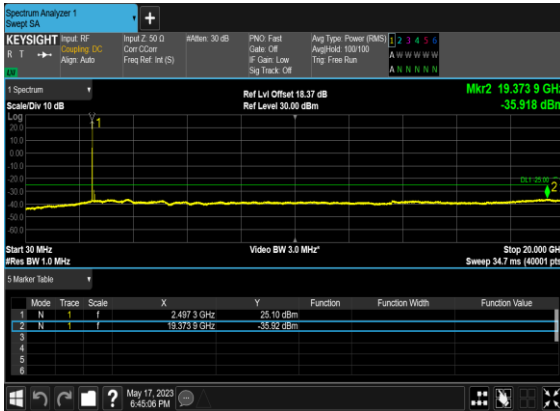 Spectrum Analyzer 1
Swept SA
KEYSIGHT
R T
Input: RF
Coupling: DC
Align: Auto
Input Z: 50 Ω
Corr CCorr
Freq Ref: Int (S)
#Atten: 30 dB
PNO: Fast
Gate: Off
IF Gain: Low
Sig Track: Off
Avg Type: Power (RMS)
Avg|Hold: 100/100
Trig: Free Run
1 2 3 4 5 6
A W W W W W
A N N N N N
1 Spectrum
Scale/Div 10 dB
Ref Lvl Offset 18.37 dB
Ref Level 30.00 dBm
Mkr2 19.373 9 GHz
-35.918 dBm
Log
20.0
10.0
0.00
-10.0
-20.0
-30.0
-40.0
-50.0
-60.0
1
DL1 -25.00
2
Start 30 MHz
#Res BW 1.0 MHz
Video BW 3.0 MHz*
Stop 20.000 GH
Sweep 34.7 ms (40001 pts
5 Marker Table
Mode Trace Scale X Y Function Function Width Function Value
1 N 1 f 2.497 3 GHz 25.10 dBm
2 N 1 f 19.373 9 GHz -35.92 dBm
3
4
5
6
May 17, 2023
6:45:06 PM